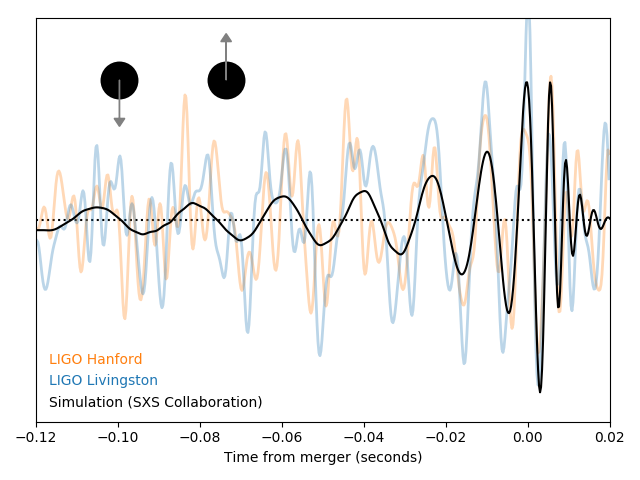 LIGO Hanford
LIGO Livingston
Simulation (SXS Collaboration)
−0.12 −0.10 −0.08 −0.06 −0.04 −0.02 0.00 0.02
Time from merger (seconds)